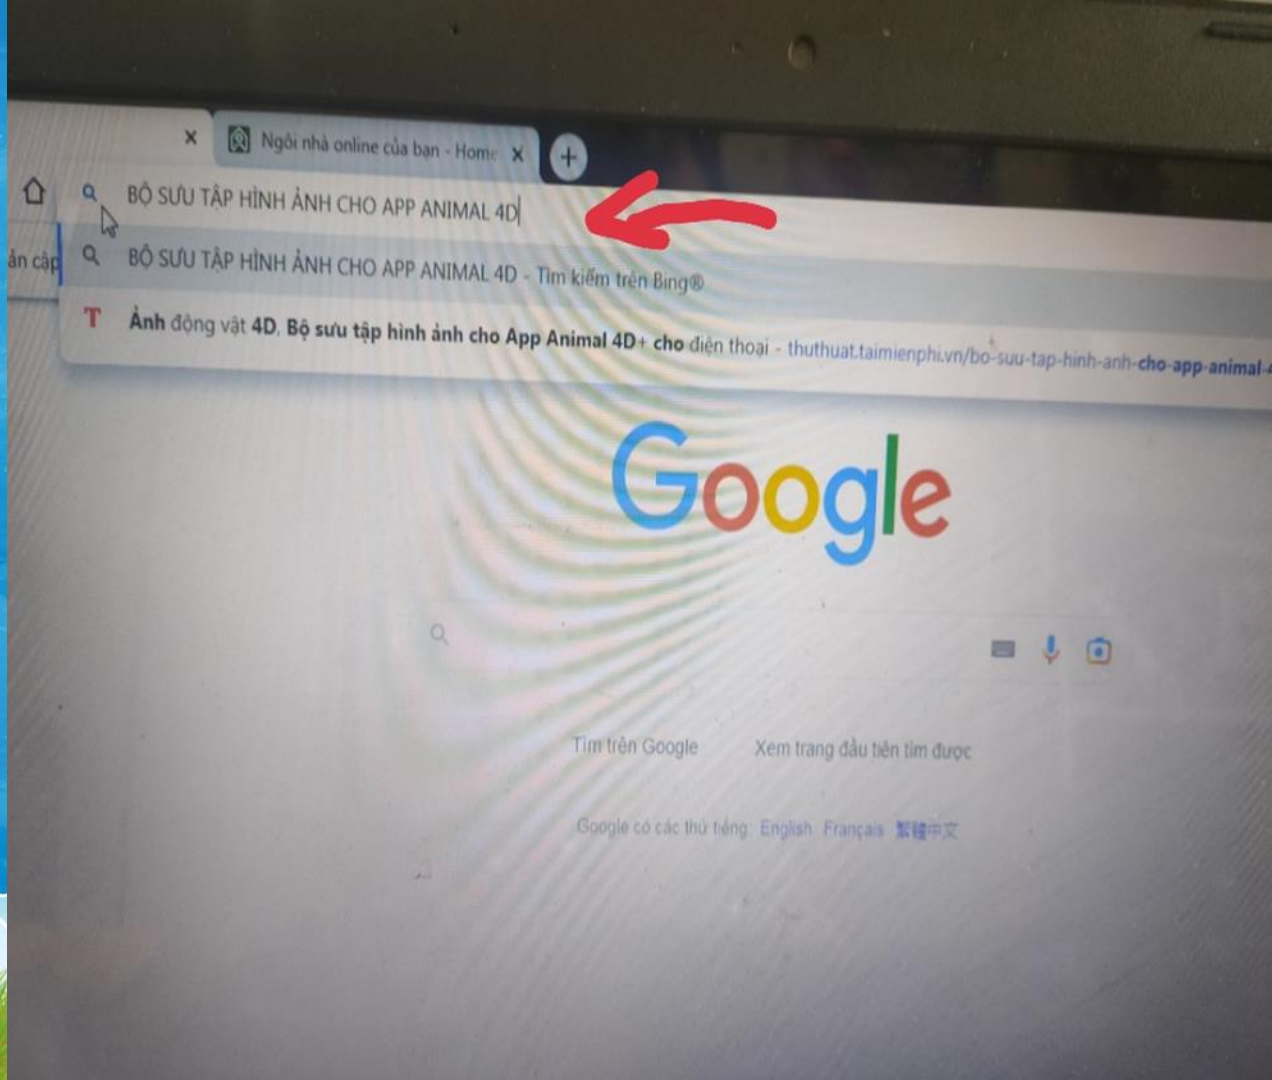 Ngôi nhà online của bạn - Home
BỘ SƯU TẬP HÌNH ẢNH CHO APP ANIMAL 4D
ản cập
BỘ SƯU TẬP HÌNH ẢNH CHO APP ANIMAL 4D - Tìm kiếm trên Bing®
T Ảnh động vật 4D, Bộ sưu tập hình ảnh cho App Animal 4D+ cho điện thoại - thuthuat.taimienphi.vn/bo-suu-tap-hinh-anh-cho-app-animal-4
Google
Tìm trên Google Xem trang đầu tiên tìm được
Google có các thứ tiếng: English Français 繁體中文